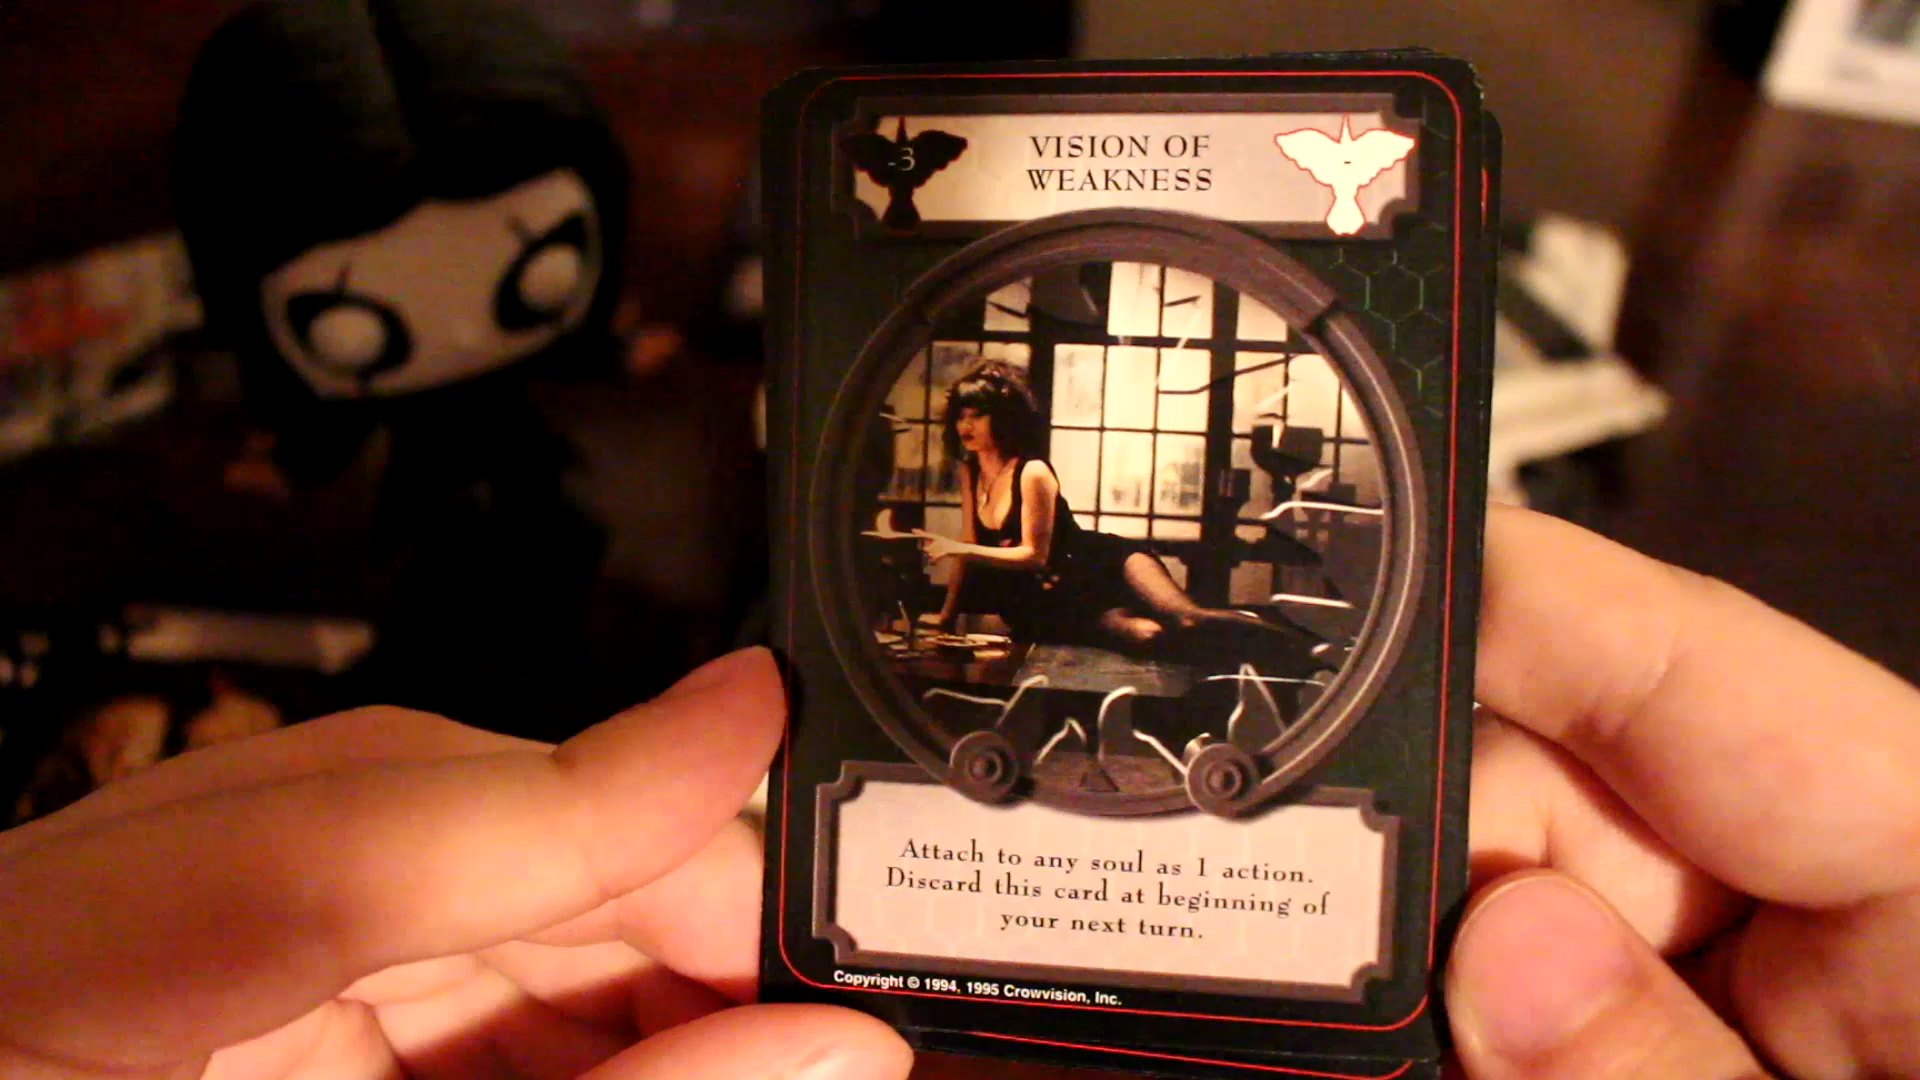 -3
VISION OF
WEAKNESS
-
Attach to any soul as 1 action.
Discard this card at beginning of
your next turn.
Copyright © 1994, 1995 Crowvision, Inc.